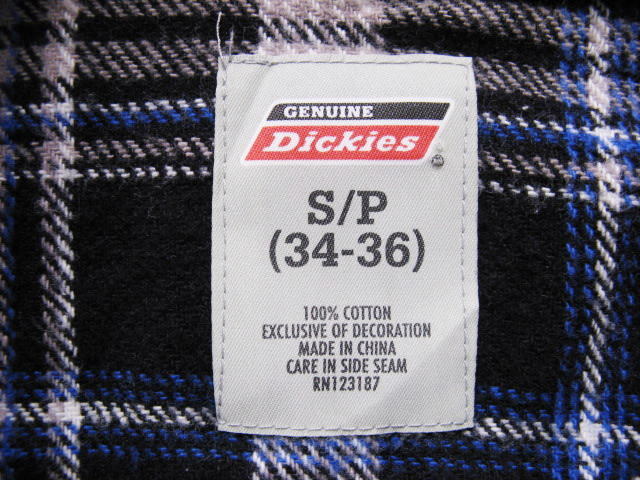 GENUINE
Dickies®
S/P
(34-36)
100% COTTON
EXCLUSIVE OF DECORATION
MADE IN CHINA
CARE IN SIDE SEAM
RN123187